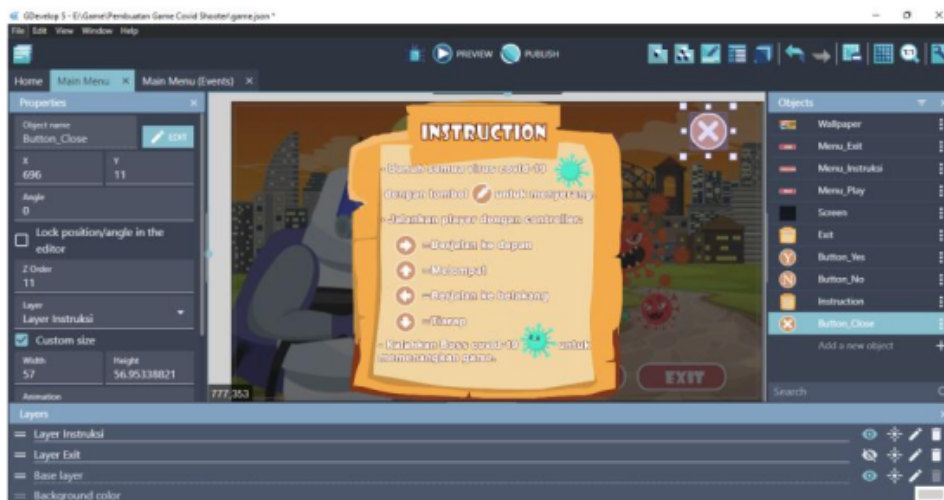 GDevelop 5 - E:\Game\Pembuatan Game Covid Shooter\game.json *
File Edit View Window Help
PREVIEW PUBLISH
Home Main Menu × Main Menu (Events) ×
Properties ×
Object name
Button_Close
EDIT
X Y
696 11
Angle
0
Lock position/angle in the
editor
Z Order
11
Layer
Layer Instruksi
Custom size
Width Height
57 56.95338821
Animation
INSTRUCTION
- Bunuh semua virus covid-19
dengan tombol untuk menyerang.
- Jalankan player dengan controller:
=Berjalan ke depan
=Melompat
=Berjalan ke belakang
=Tiarap
- Kalahkan Boss covid-19 untuk
memenangkan game.
EXIT
777;353
Objects
Wallpaper
Menu_Exit
Menu_Instruksi
Menu_Play
Screen
Exit
Y Button_Yes
N Button_No
Instruction
Button_Close
Add a new object +
Search
Layers
Layer Instruksi
Layer Exit
Base layer
Background color